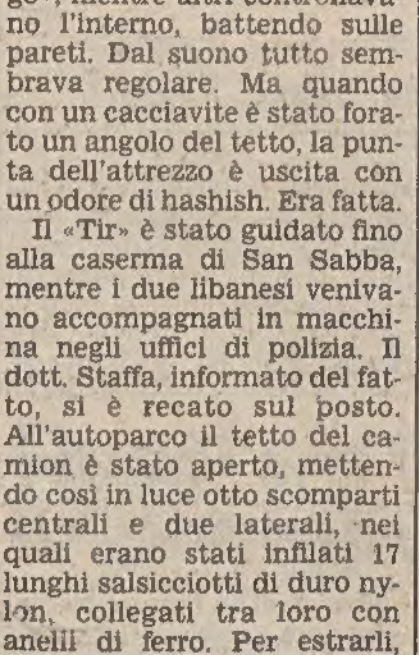 no l'interno, battendo sulle
pareti. Dal suono tutto sem-
brava regolare. Ma quando
con un cacciavite è stato fora-
to un angolo del tetto, la pun-
ta dell'attrezzo è uscita con
un odore di hashish. Era fatta.
Il «Tir» è stato guidato fino
alla caserma di San Sabba,
mentre i due libanesi veniva-
no accompagnati in macchi-
na negli uffici di polizia. Il
dott. Staffa, informato del fat-
to, si è recato sul posto.
All'autoparco il tetto del ca-
mion è stato aperto, metten-
do così in luce otto scomparti
centrali e due laterali, nei
quali erano stati infilati 17
lunghi salsicciotti di duro ny-
lon, collegati tra loro con
anelli di ferro. Per estrarli,